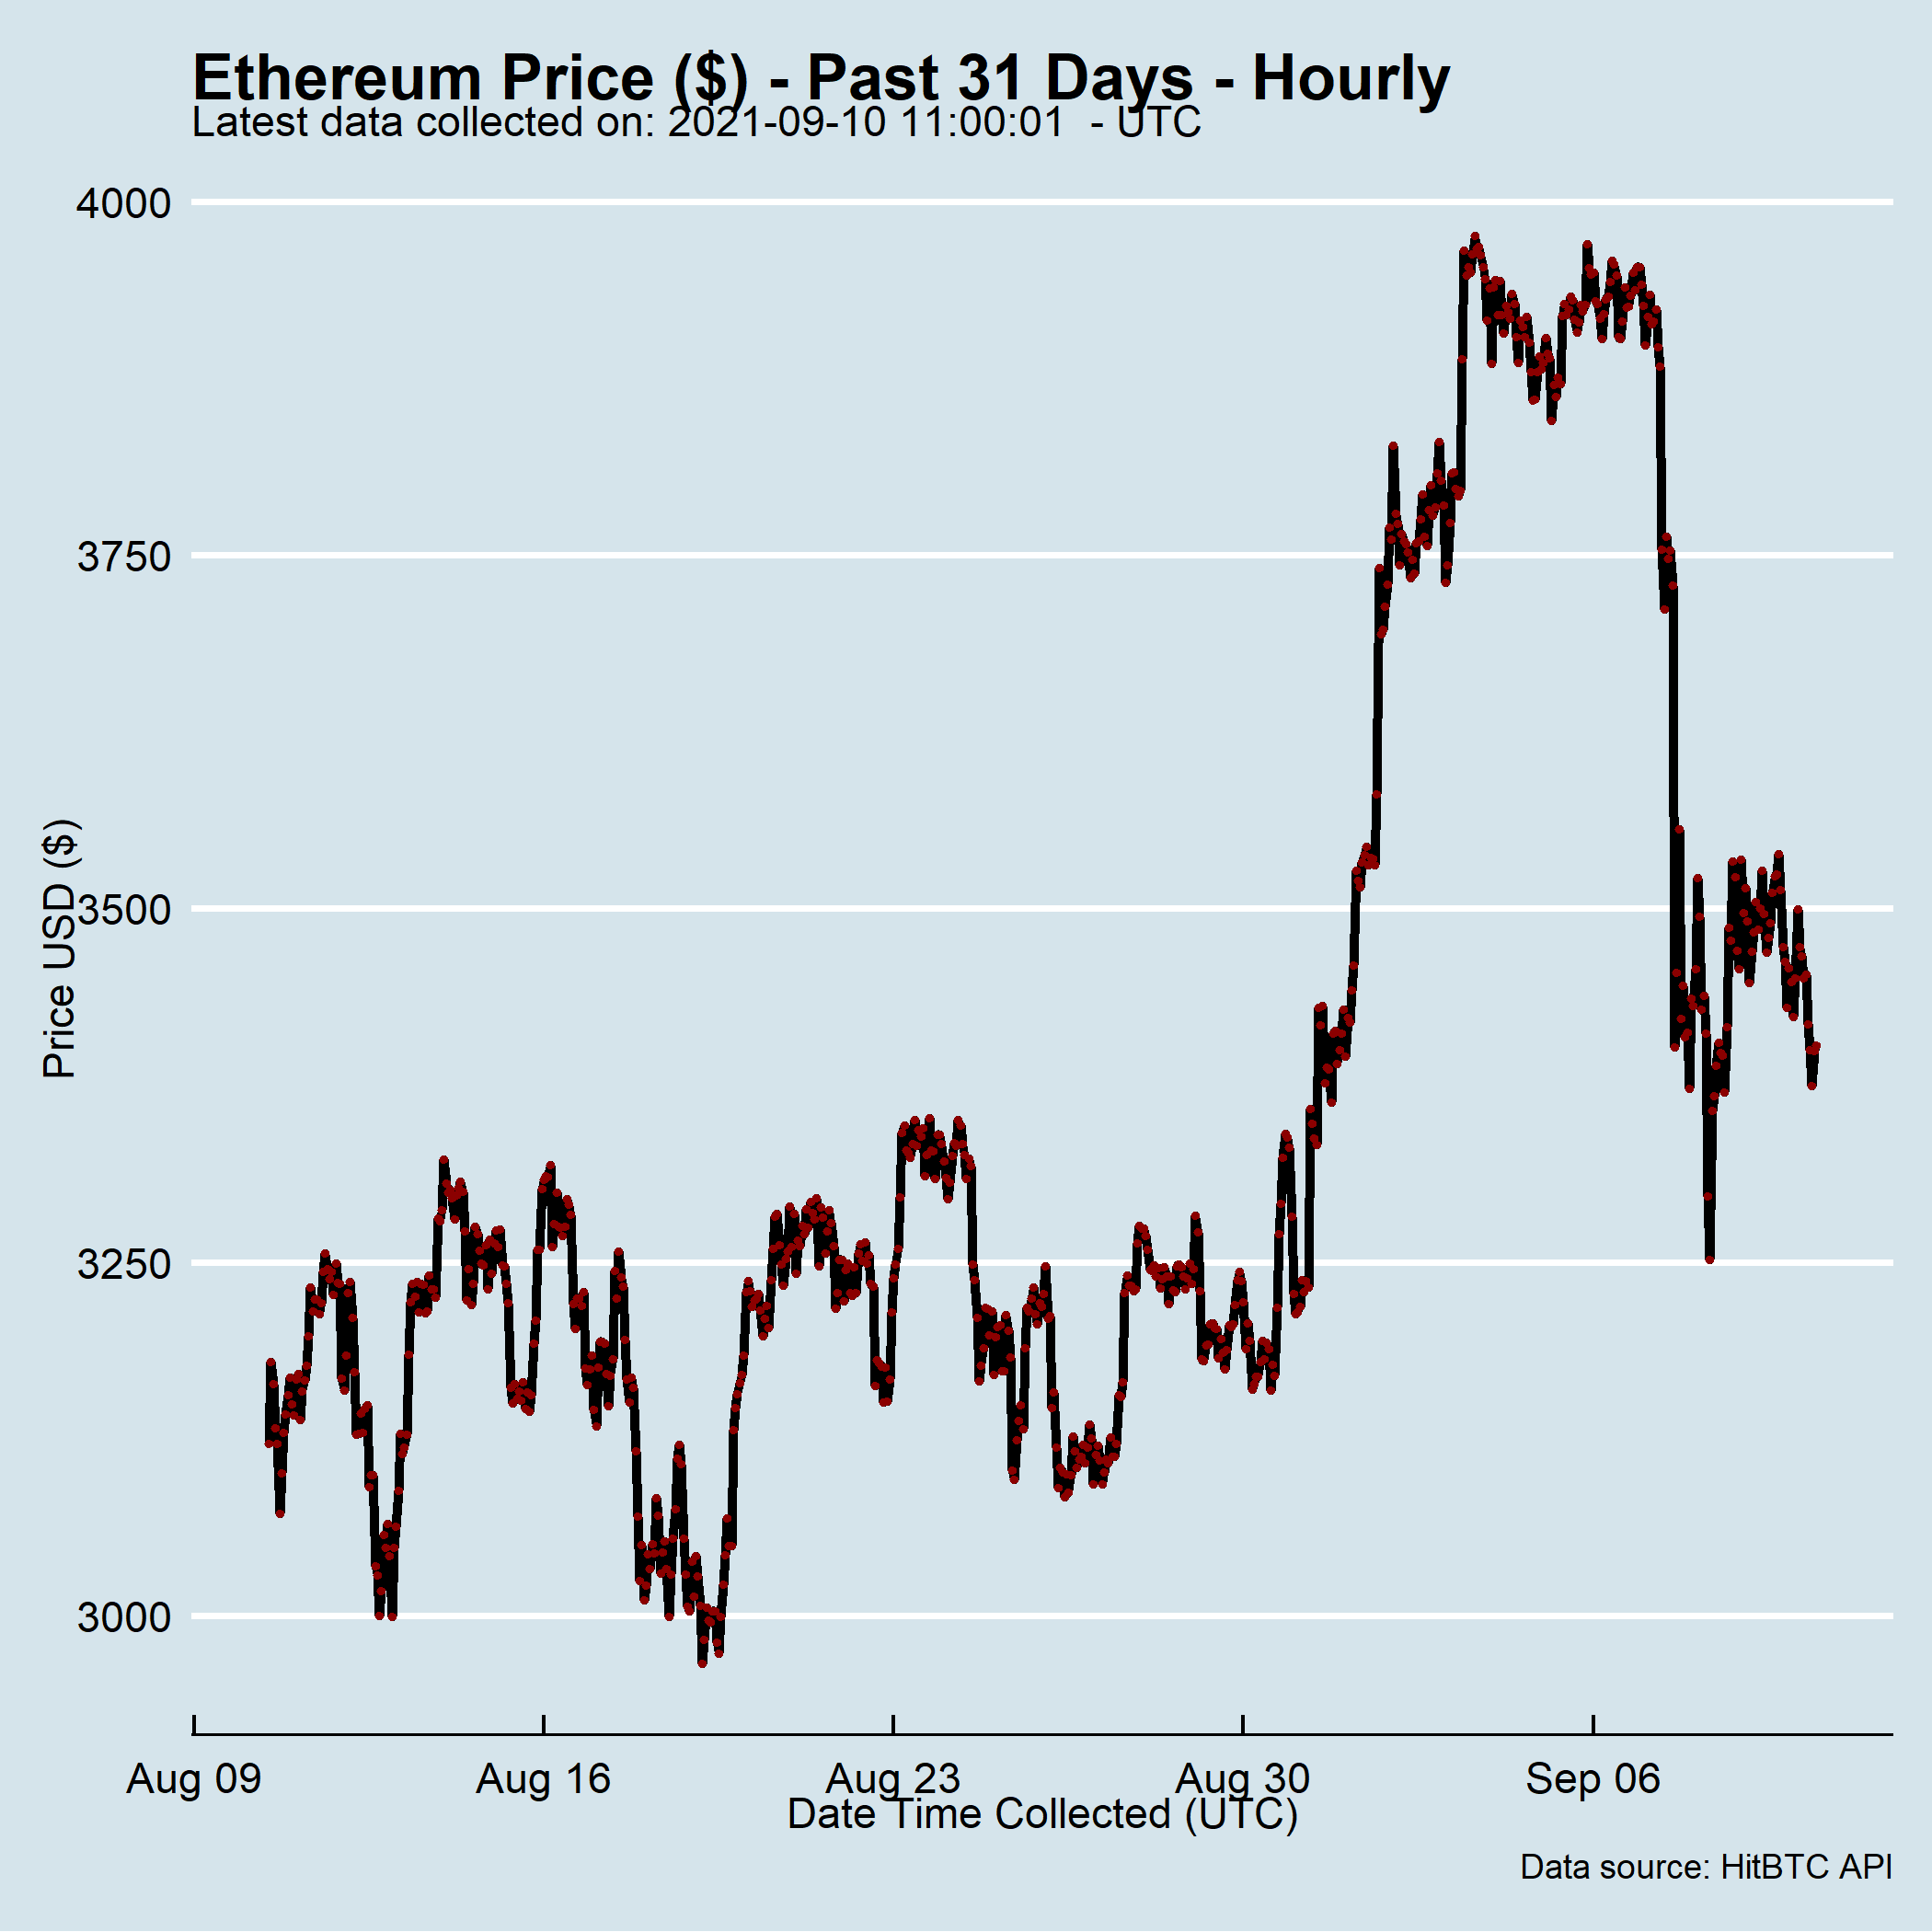 Ethereum Price ($) - Past 31 Days - Hourly
Latest data collected on: 2021-09-10 11:00:01  - UTC
4000
3750
3500
3250
3000
Price USD ($)
Aug 09
Aug 16
Aug 23
Aug 30
Sep 06
Date Time Collected (UTC)
Data source: HitBTC API